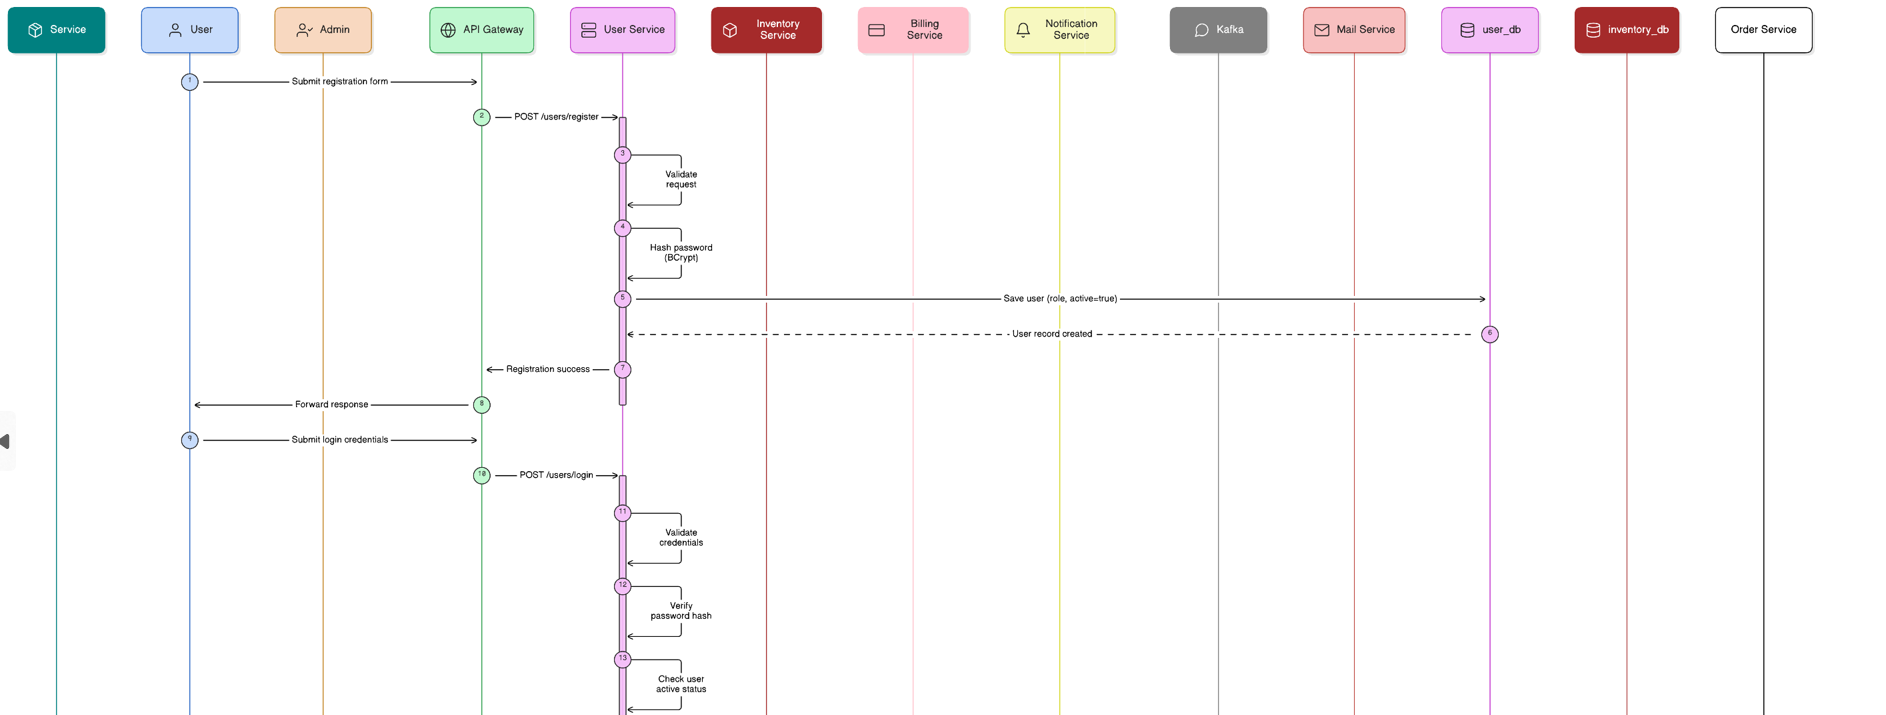 Service
User
Admin
API Gateway
User Service
Inventory
Service
Billing
Service
Notification
Service
Kafka
Mail Service
user_db
inventory_db
Order Service
1
Submit registration form
2
POST /users/register
3
Validate
request
4
Hash password
(BCrypt)
5
Save user (role, active=true)
User record created
6
Registration success
7
Forward response
8
9
Submit login credentials
10
POST /users/login
11
Validate
credentials
12
Verify
password hash
13
Check user
active status